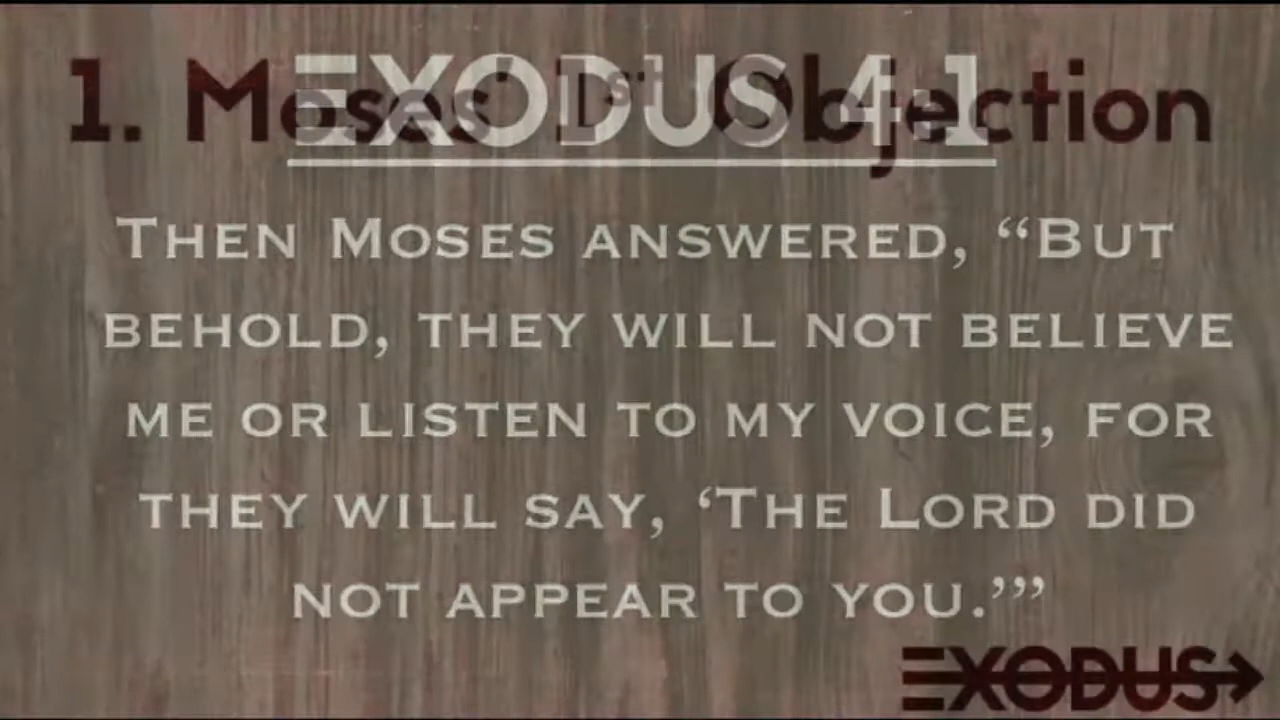 1. Moses' 1st Objection
EXODUS 4:1
THEN MOSES ANSWERED, “BUT
BEHOLD, THEY WILL NOT BELIEVE
ME OR LISTEN TO MY VOICE, FOR
THEY WILL SAY, ‘THE LORD DID
NOT APPEAR TO YOU.’”
EXODUS